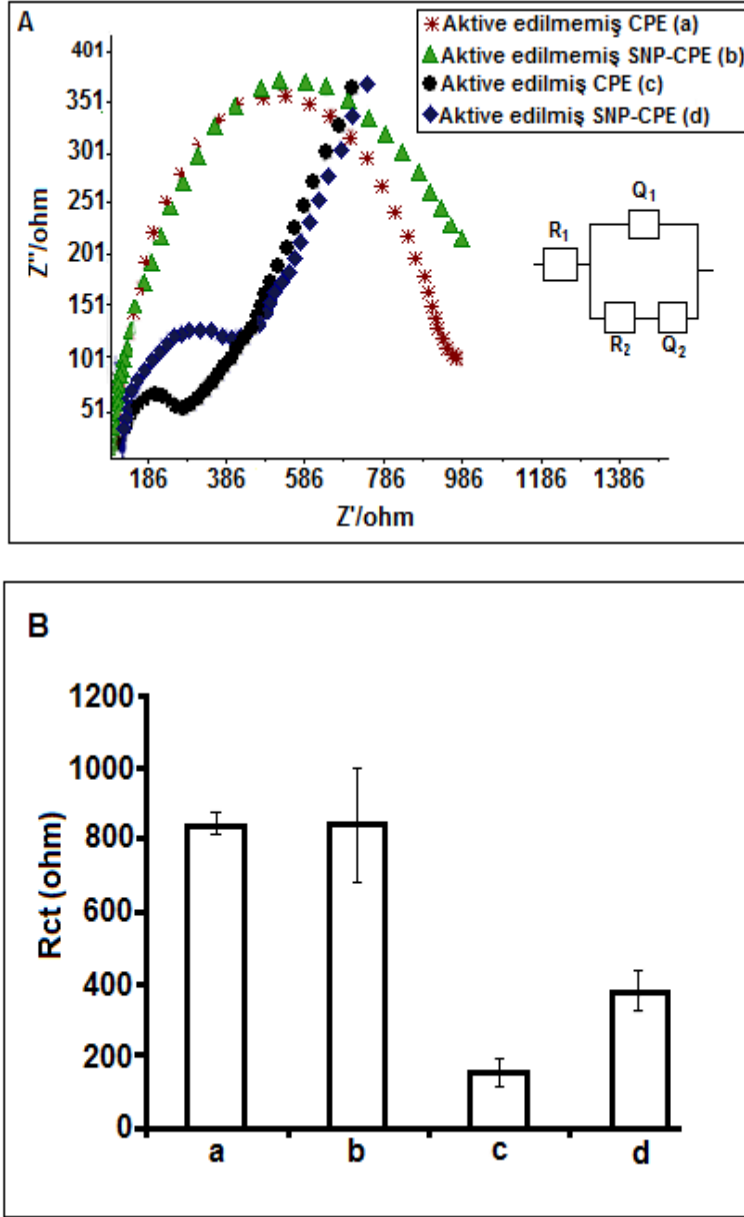 A
Aktive edilmemiş CPE (a)
Aktive edilmemiş SNP-CPE (b)
Aktive edilmiş CPE (c)
Aktive edilmiş SNP-CPE (d)
401
351
301
251
201
151
101
51
Z''/ohm
186 386 586 786 986 1186 1386
Z'/ohm
R1
Q1
R2 Q2
B
1200
1000
800
600
400
200
0
Rct (ohm)
a b c d